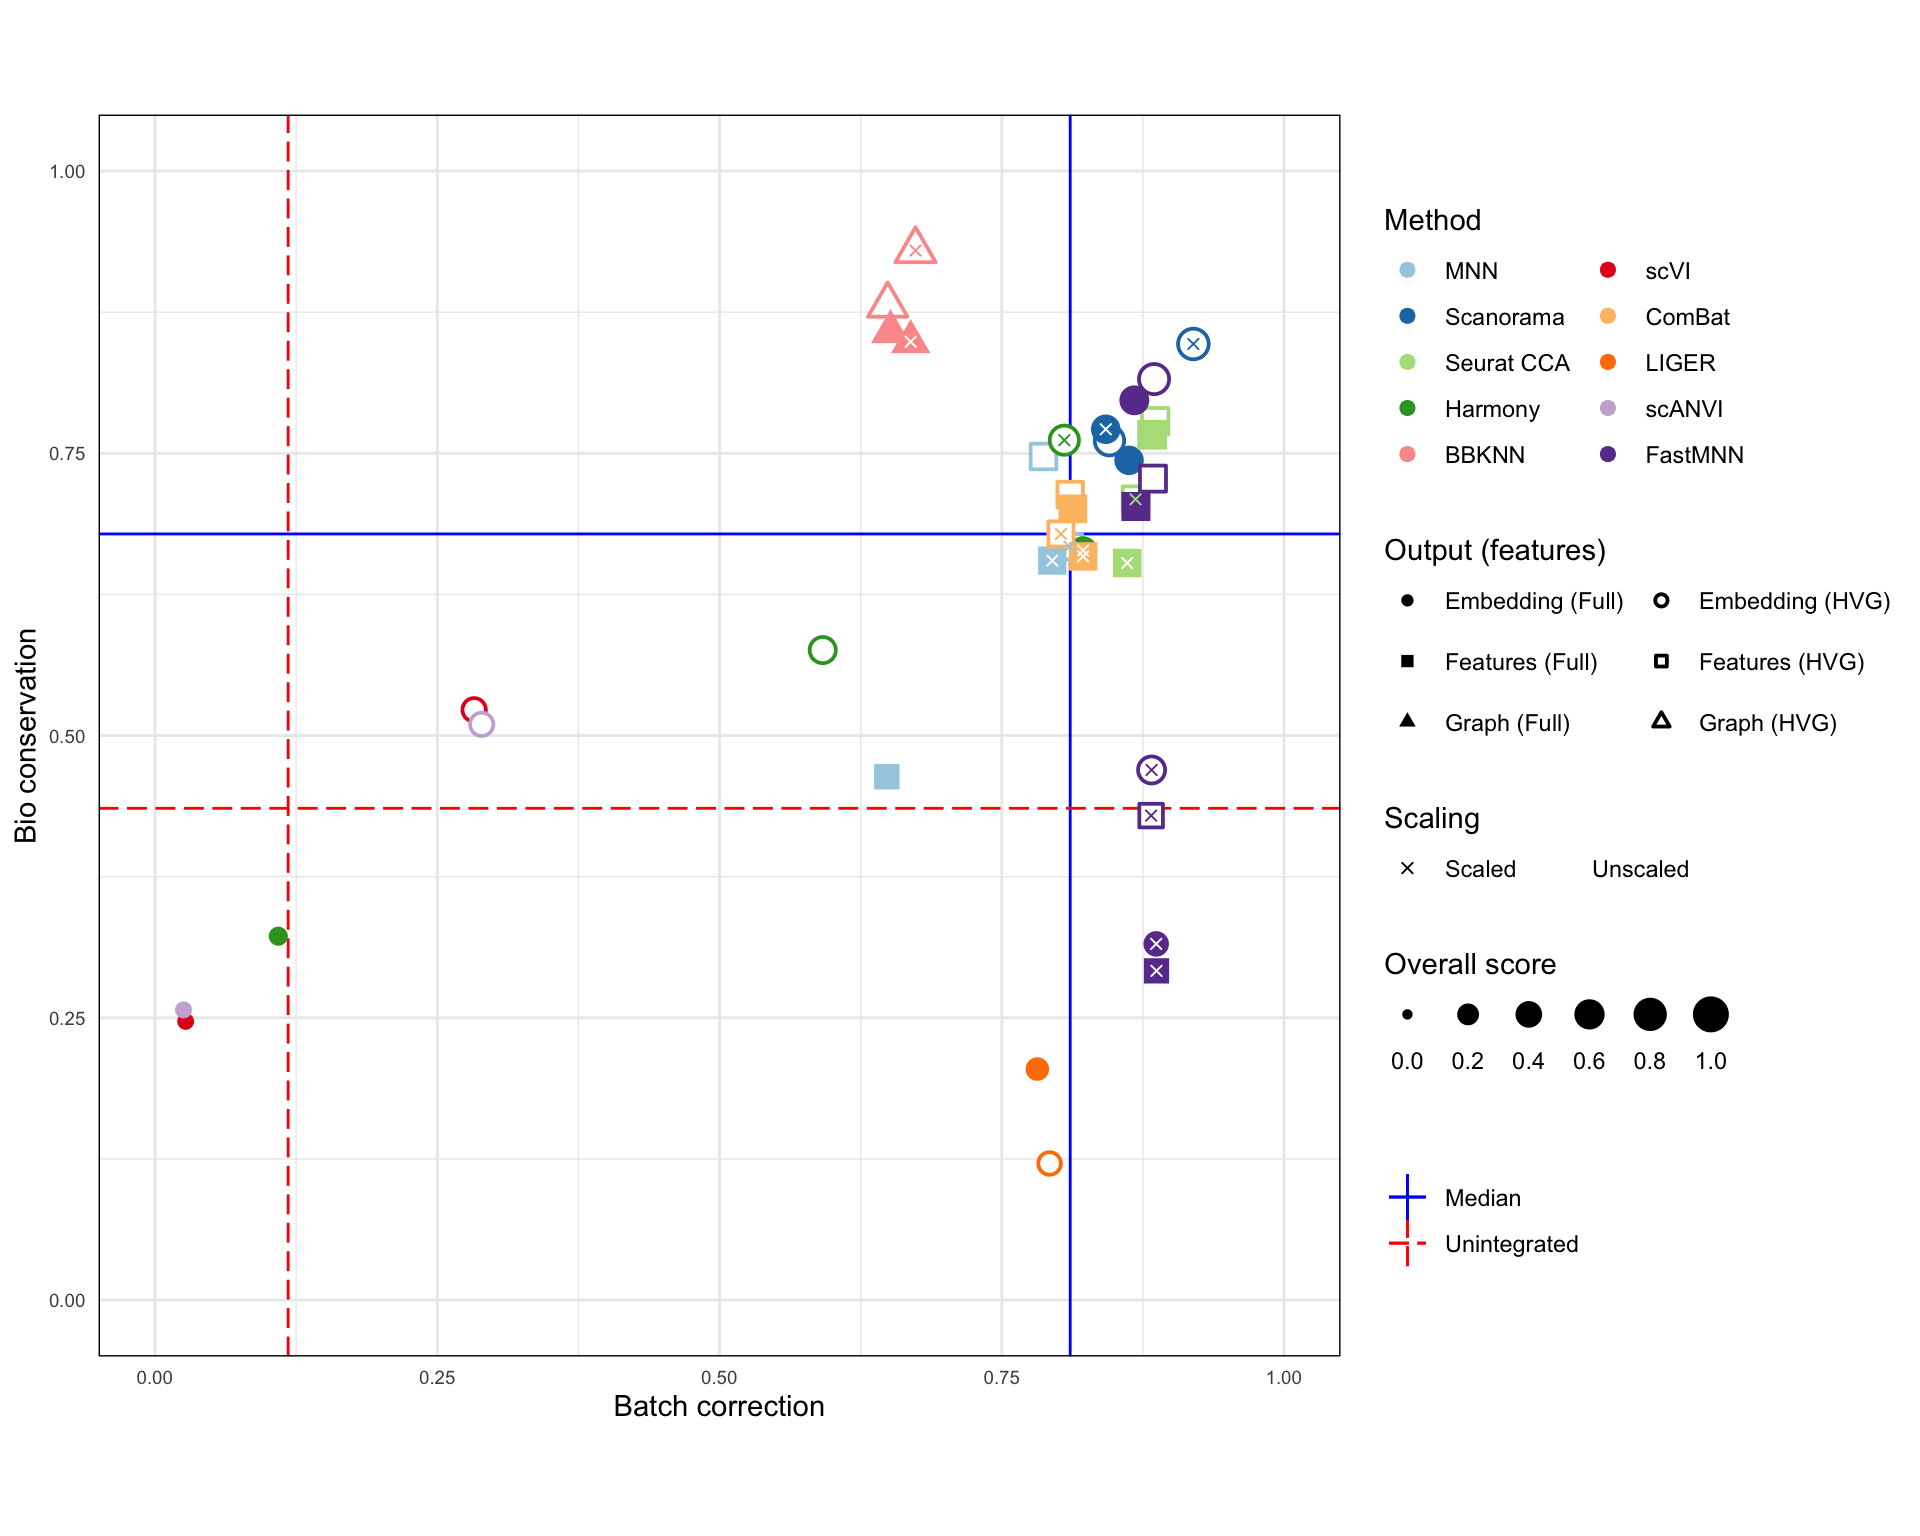 1.00
0.75
0.50
0.25
0.00
Bio conservation
0.00 0.25 0.50 0.75 1.00
Batch correction
Method
MNN scVI
Scanorama ComBat
Seurat CCA LIGER
Harmony scANVI
BBKNN FastMNN
Output (features)
Embedding (Full) Embedding (HVG)
Features (Full) Features (HVG)
Graph (Full) Graph (HVG)
Scaling
Scaled Unscaled
Overall score
0.0 0.2 0.4 0.6 0.8 1.0
Median
Unintegrated